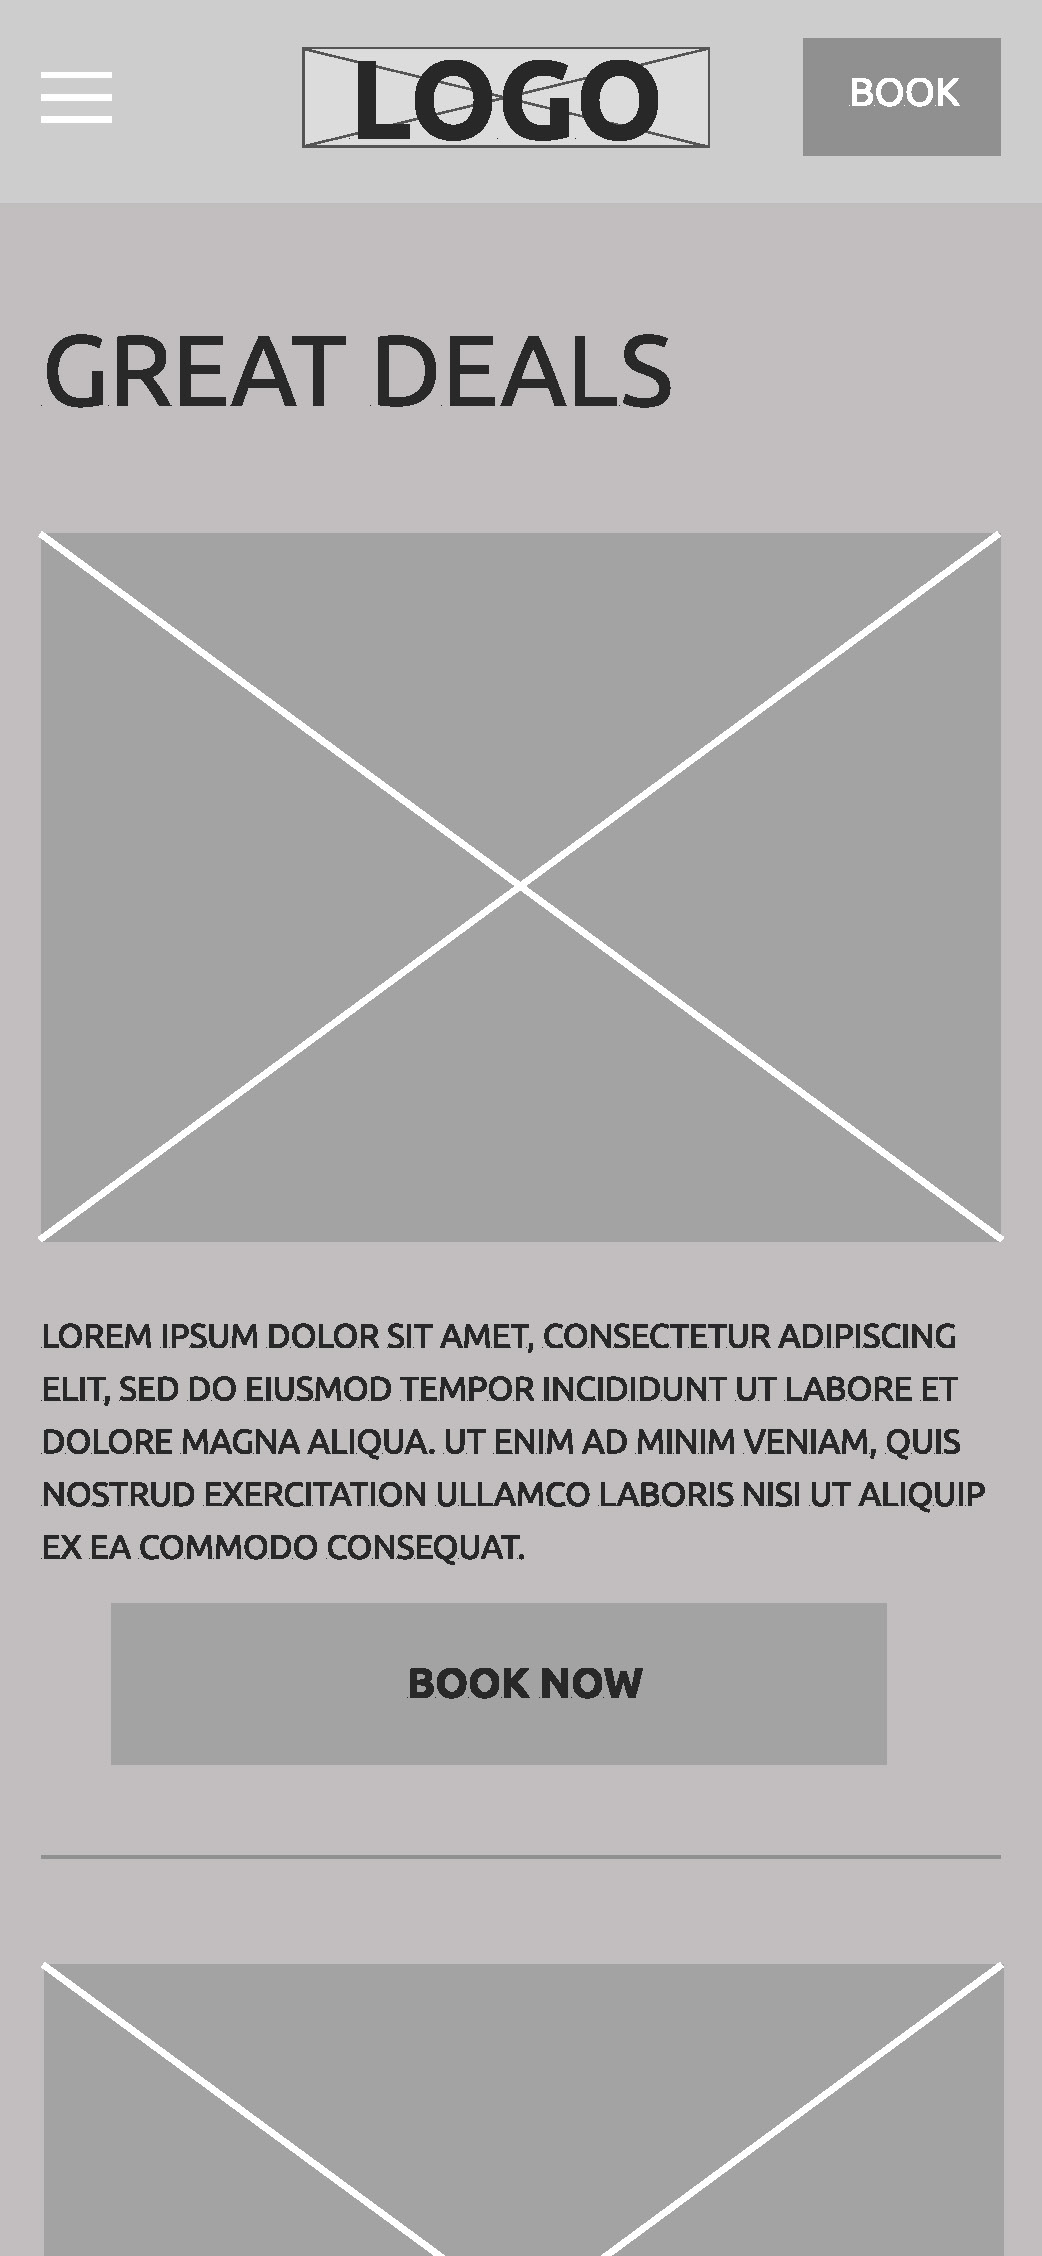 LOGO
BOOK
GREAT DEALS
LOREM IPSUM DOLOR SIT AMET, CONSECTETUR ADIPISCING
ELIT, SED DO EIUSMOD TEMPOR INCIDIDUNT UT LABORE ET
DOLORE MAGNA ALIQUA. UT ENIM AD MINIM VENIAM, QUIS
NOSTRUD EXERCITATION ULLAMCO LABORIS NISI UT ALIQUIP
EX EA COMMODO CONSEQUAT.
BOOK NOW